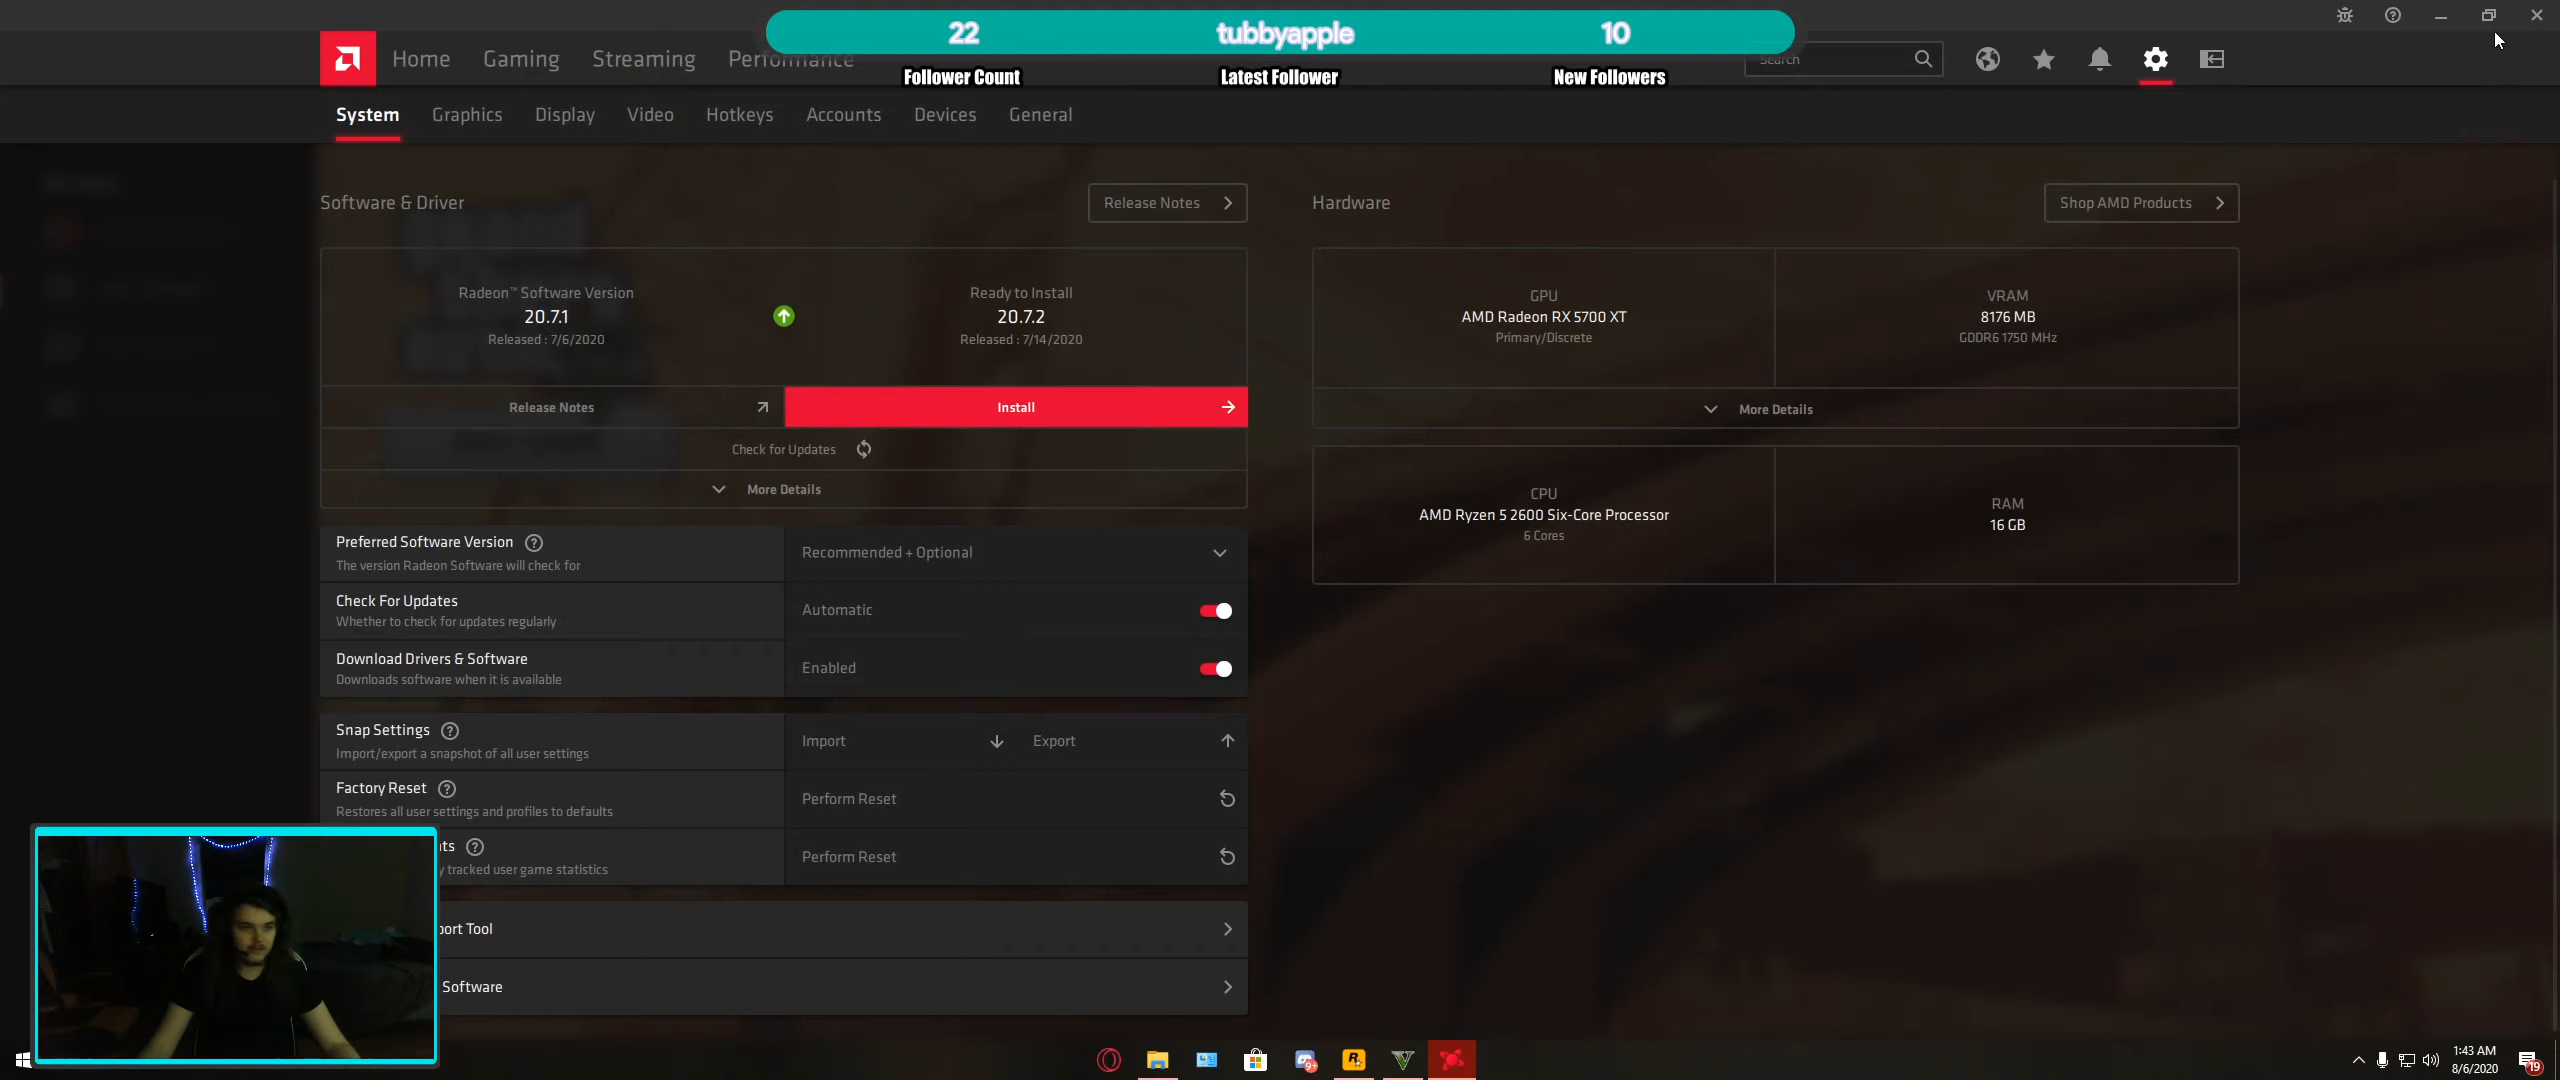 22 tubbyapple 10
Follower Count Latest Follower New Followers
Home Gaming Streaming Performance
Search
System Graphics Display Video Hotkeys Accounts Devices General
Software & Driver
Release Notes
Radeon™ Software Version
20.7.1
Released : 7/6/2020
Ready to Install
20.7.2
Released : 7/14/2020
Release Notes
Install
Check for Updates
More Details
Preferred Software Version
The version Radeon Software will check for
Recommended + Optional
Check For Updates
Whether to check for updates regularly
Automatic
Download Drivers & Software
Downloads software when it is available
Enabled
Snap Settings
Import/export a snapshot of all user settings
Import
Export
Factory Reset
Restores all user settings and profiles to defaults
Perform Reset
ts
y tracked user game statistics
Perform Reset
port Tool
Software
Hardware
Shop AMD Products
GPU
AMD Radeon RX 5700 XT
Primary/Discrete
VRAM
8176 MB
GDDR6 1750 MHz
More Details
CPU
AMD Ryzen 5 2600 Six-Core Processor
6 Cores
RAM
16 GB
9+
R
V
1:43 AM
8/6/2020
19